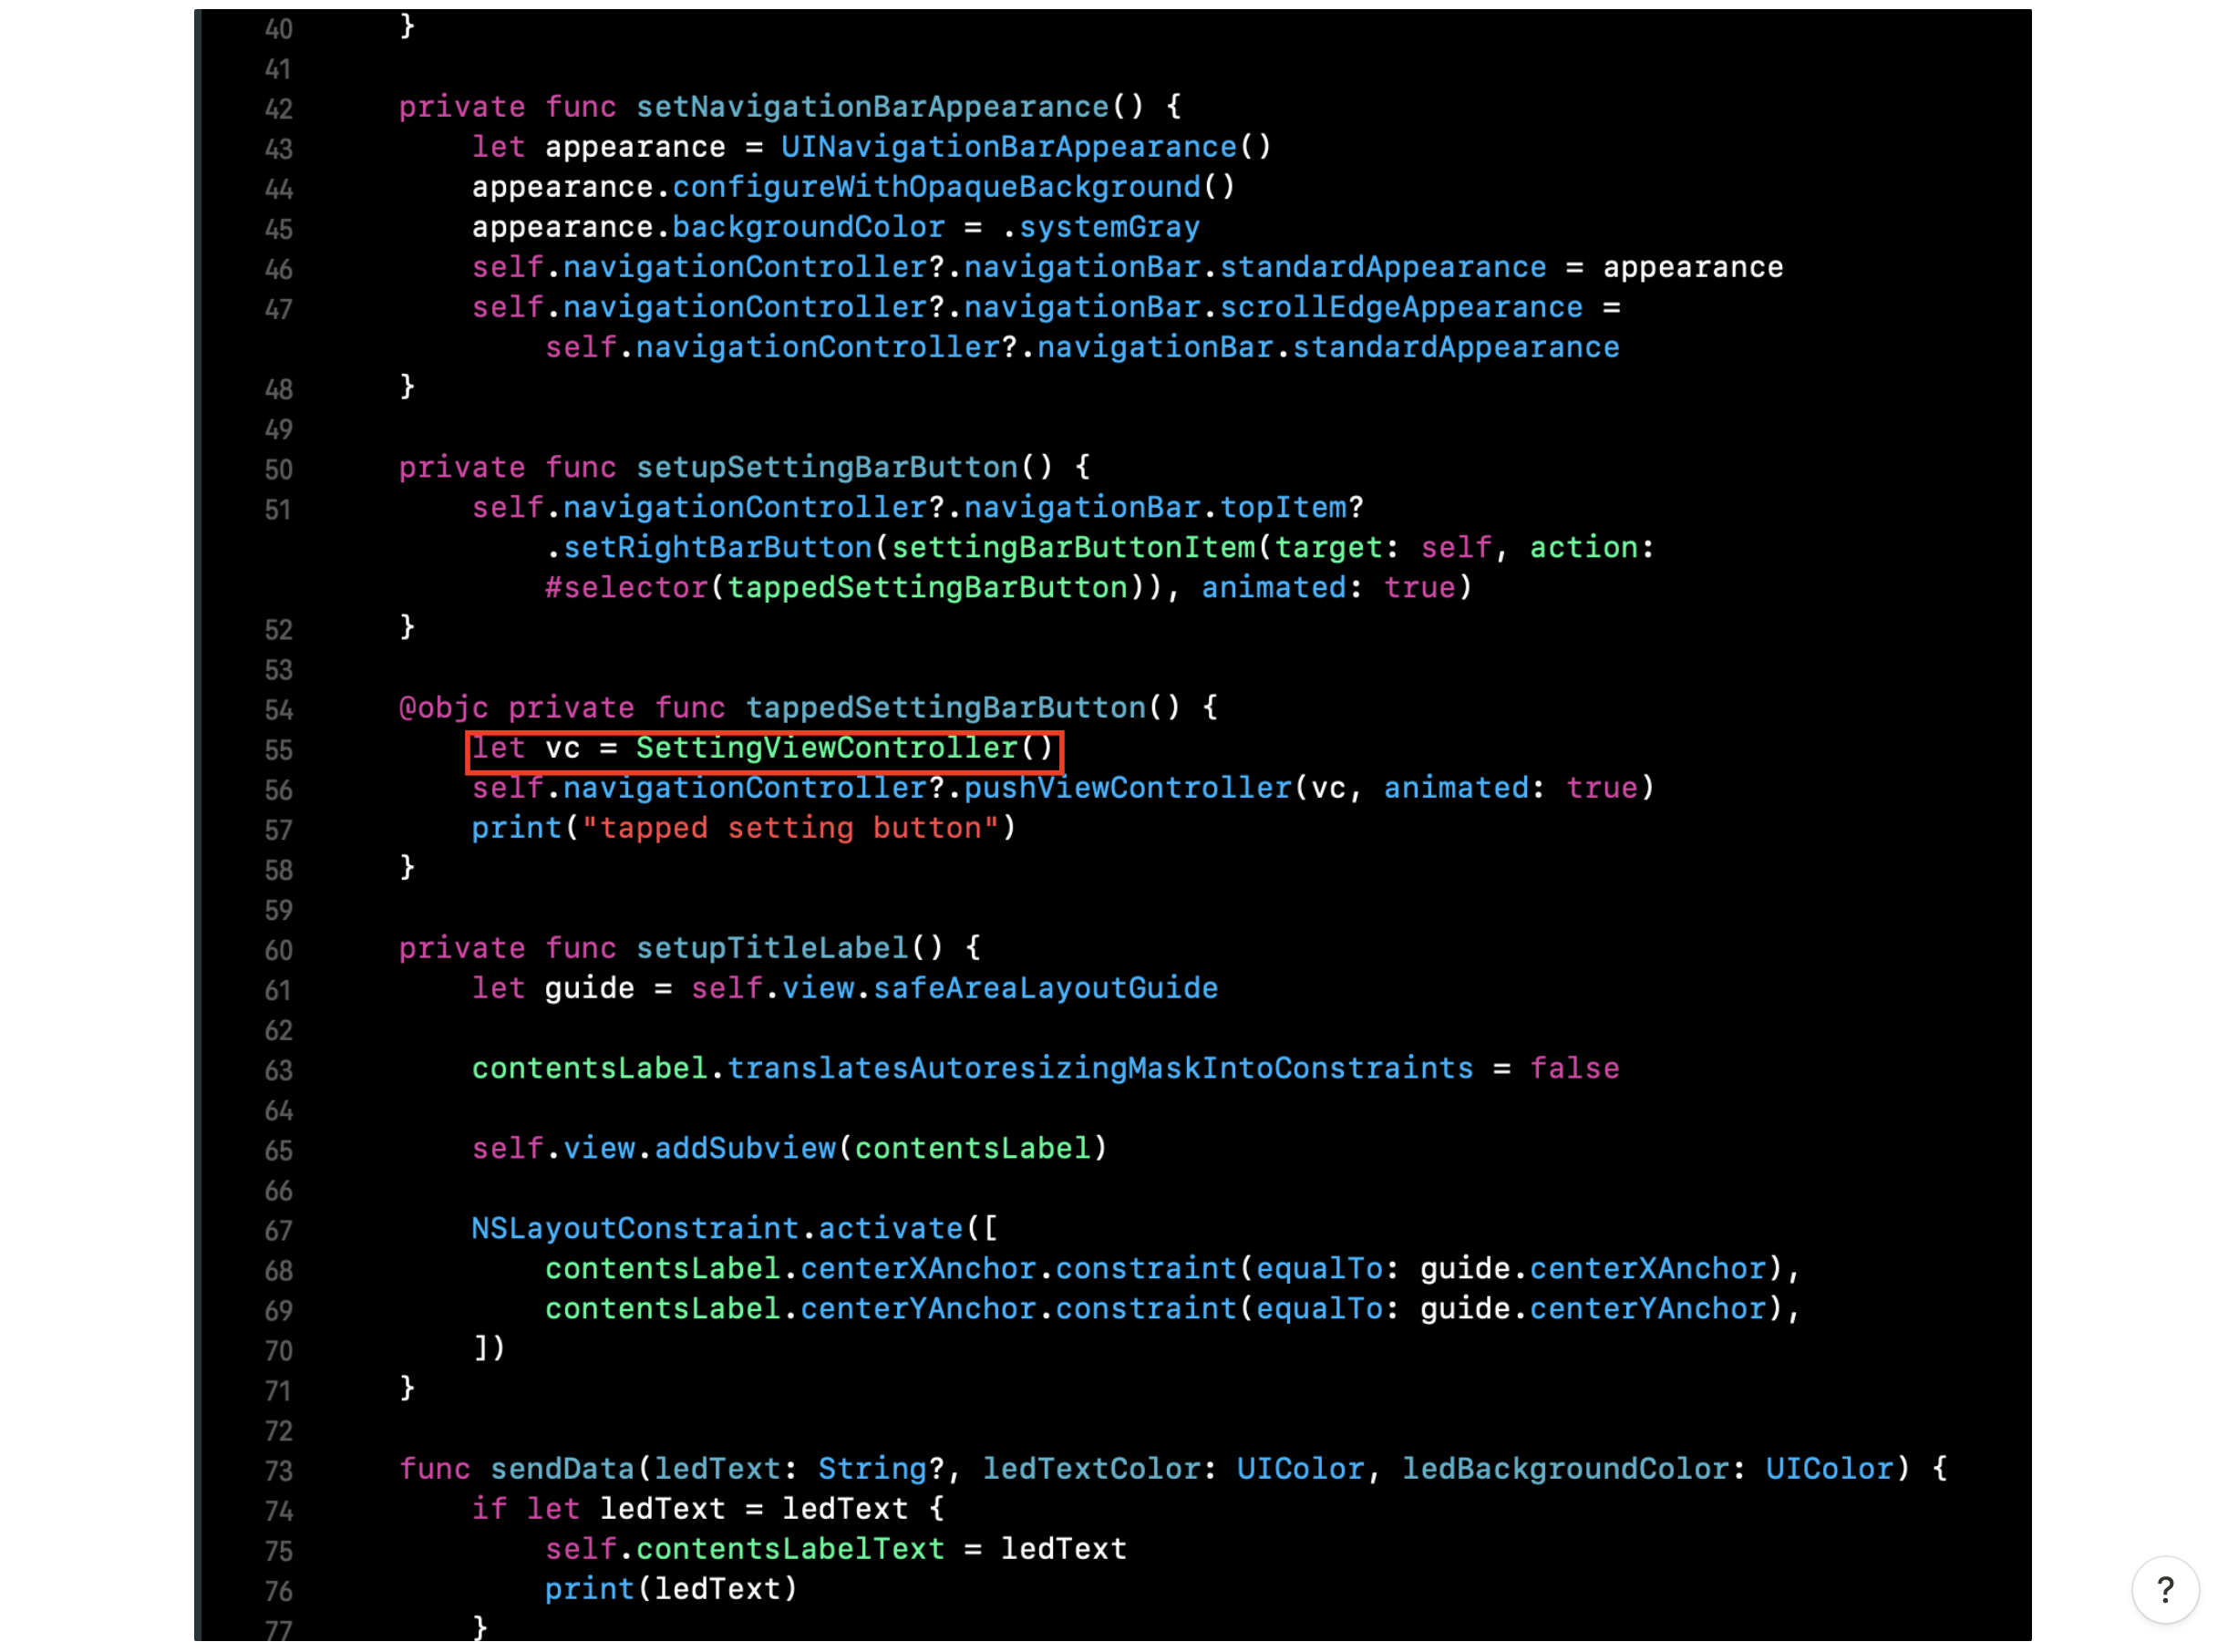 40 }
41
42 private func setNavigationBarAppearance() {
43 let appearance = UINavigationBarAppearance()
44 appearance.configureWithOpaqueBackground()
45 appearance.backgroundColor = .systemGray
46 self.navigationController?.navigationBar.standardAppearance = appearance
47 self.navigationController?.navigationBar.scrollEdgeAppearance =
self.navigationController?.navigationBar.standardAppearance
48 }
49
50 private func setupSettingBarButton() {
51 self.navigationController?.navigationBar.topItem?
.setRightBarButton(settingBarButtonItem(target: self, action:
#selector(tappedSettingBarButton)), animated: true)
52 }
53
54 @objc private func tappedSettingBarButton() {
55 let vc = SettingViewController()
56 self.navigationController?.pushViewController(vc, animated: true)
57 print("tapped setting button")
58 }
59
60 private func setupTitleLabel() {
61 let guide = self.view.safeAreaLayoutGuide
62
63 contentsLabel.translatesAutoresizingMaskIntoConstraints = false
64
65 self.view.addSubview(contentsLabel)
66
67 NSLayoutConstraint.activate([
68 contentsLabel.centerXAnchor.constraint(equalTo: guide.centerXAnchor),
69 contentsLabel.centerYAnchor.constraint(equalTo: guide.centerYAnchor),
70 ])
71 }
72
73 func sendData(ledText: String?, ledTextColor: UIColor, ledBackgroundColor: UIColor) {
74 if let ledText = ledText {
75 self.contentsLabelText = ledText
76 print(ledText)
77 }
?